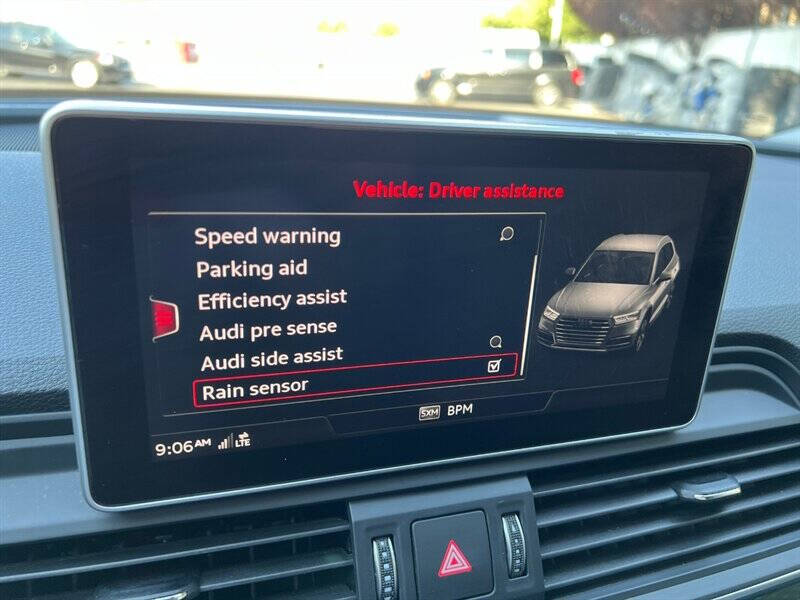 Vehicle: Driver assistance
Speed warning
Parking aid
Efficiency assist
Audi pre sense
Audi side assist
Rain sensor
SXM BPM
9:06AM LTE